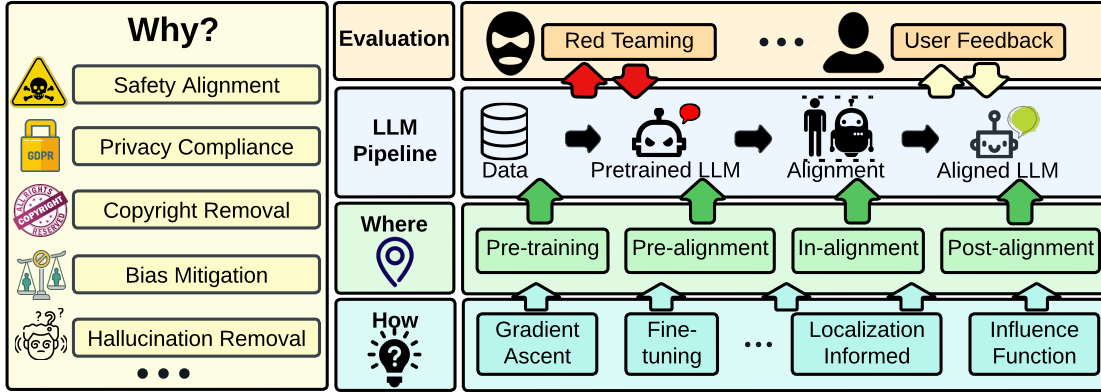 Why?
Safety Alignment
GDPR
Privacy Compliance
ALL RIGHTS
COPYRIGHT
RESERVED
Copyright Removal
Bias Mitigation
???
Hallucination Removal
Evaluation
Red Teaming
User Feedback
LLM
Pipeline
Data
Pretrained LLM
Alignment
Aligned LLM
Where
Pre-training
Pre-alignment
In-alignment
Post-alignment
How
?
Gradient
Ascent
Fine-
tuning
...
Localization
Informed
Influence
Function